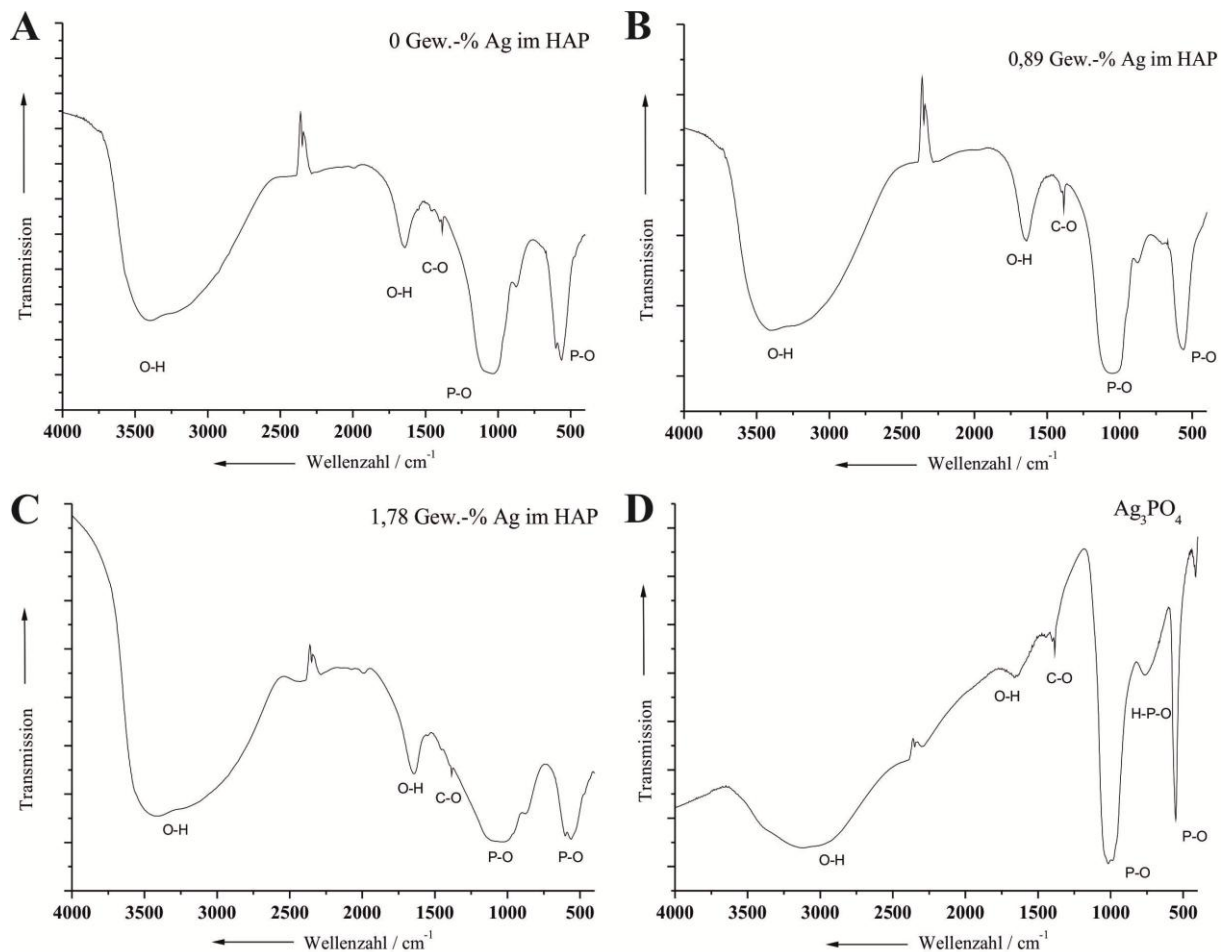 A
0 Gew.-% Ag im HAP
Transmission
O-H
O-H
C-O
P-O
P-O
4000 3500 3000 2500 2000 1500 1000 500
Wellenzahl / cm⁻¹
B
0,89 Gew.-% Ag im HAP
Transmission
O-H
O-H
C-O
P-O
P-O
4000 3500 3000 2500 2000 1500 1000 500
Wellenzahl / cm⁻¹
C
1,78 Gew.-% Ag im HAP
Transmission
O-H
O-H
C-O
P-O
P-O
4000 3500 3000 2500 2000 1500 1000 500
Wellenzahl / cm⁻¹
D
Ag₃PO₄
Transmission
O-H
O-H
C-O
H-P-O
P-O
P-O
4000 3500 3000 2500 2000 1500 1000 500
Wellenzahl / cm⁻¹